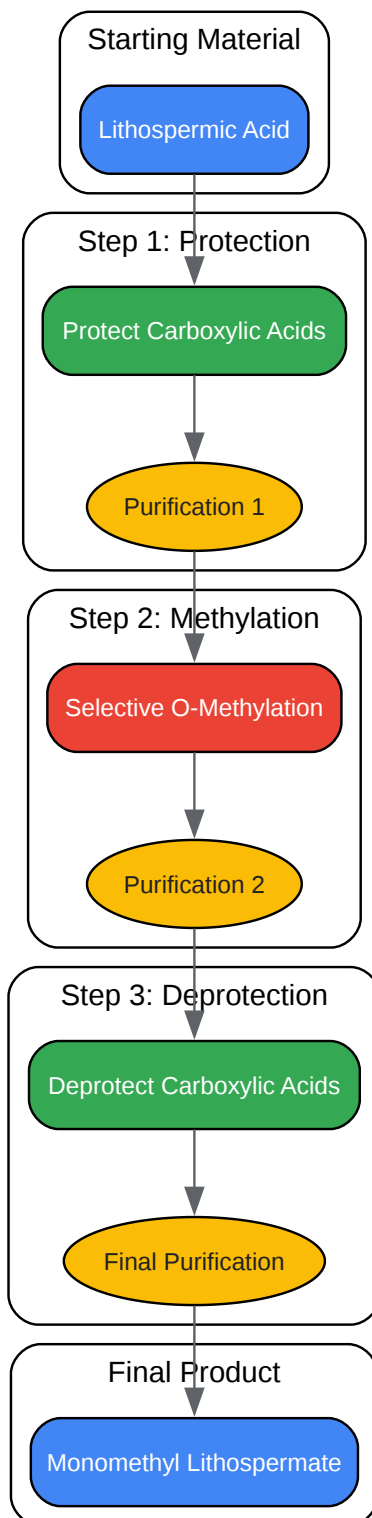 Starting Material
Lithospermic Acid
Step 1: Protection
Protect Carboxylic Acids
Purification 1
Step 2: Methylation
Selective O-Methylation
Purification 2
Step 3: Deprotection
Deprotect Carboxylic Acids
Final Purification
Final Product
Monomethyl Lithospermate